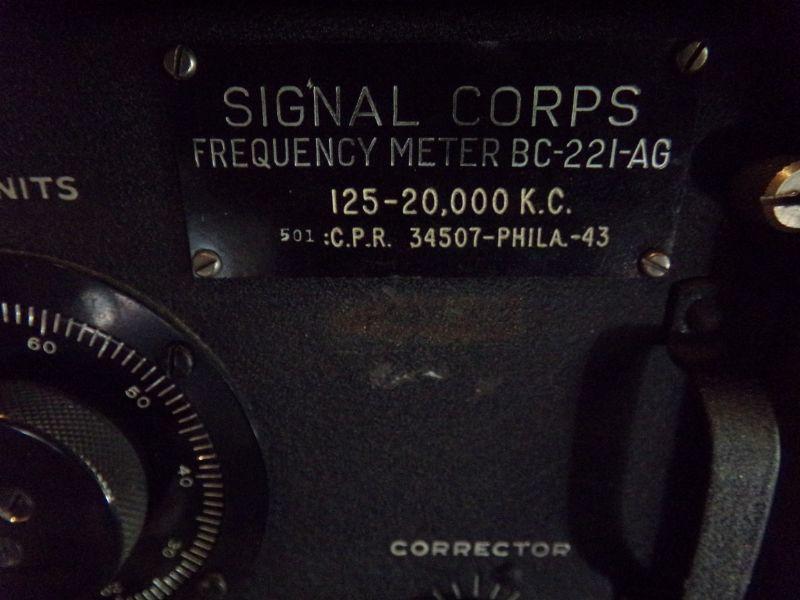 SIGNAL CORPS
FREQUENCY METER BC-221-AG
125-20,000 K.C.
501 :C.P.R. 34507-PHILA.-43
NITS
60
50
40
30
CORRECTOR